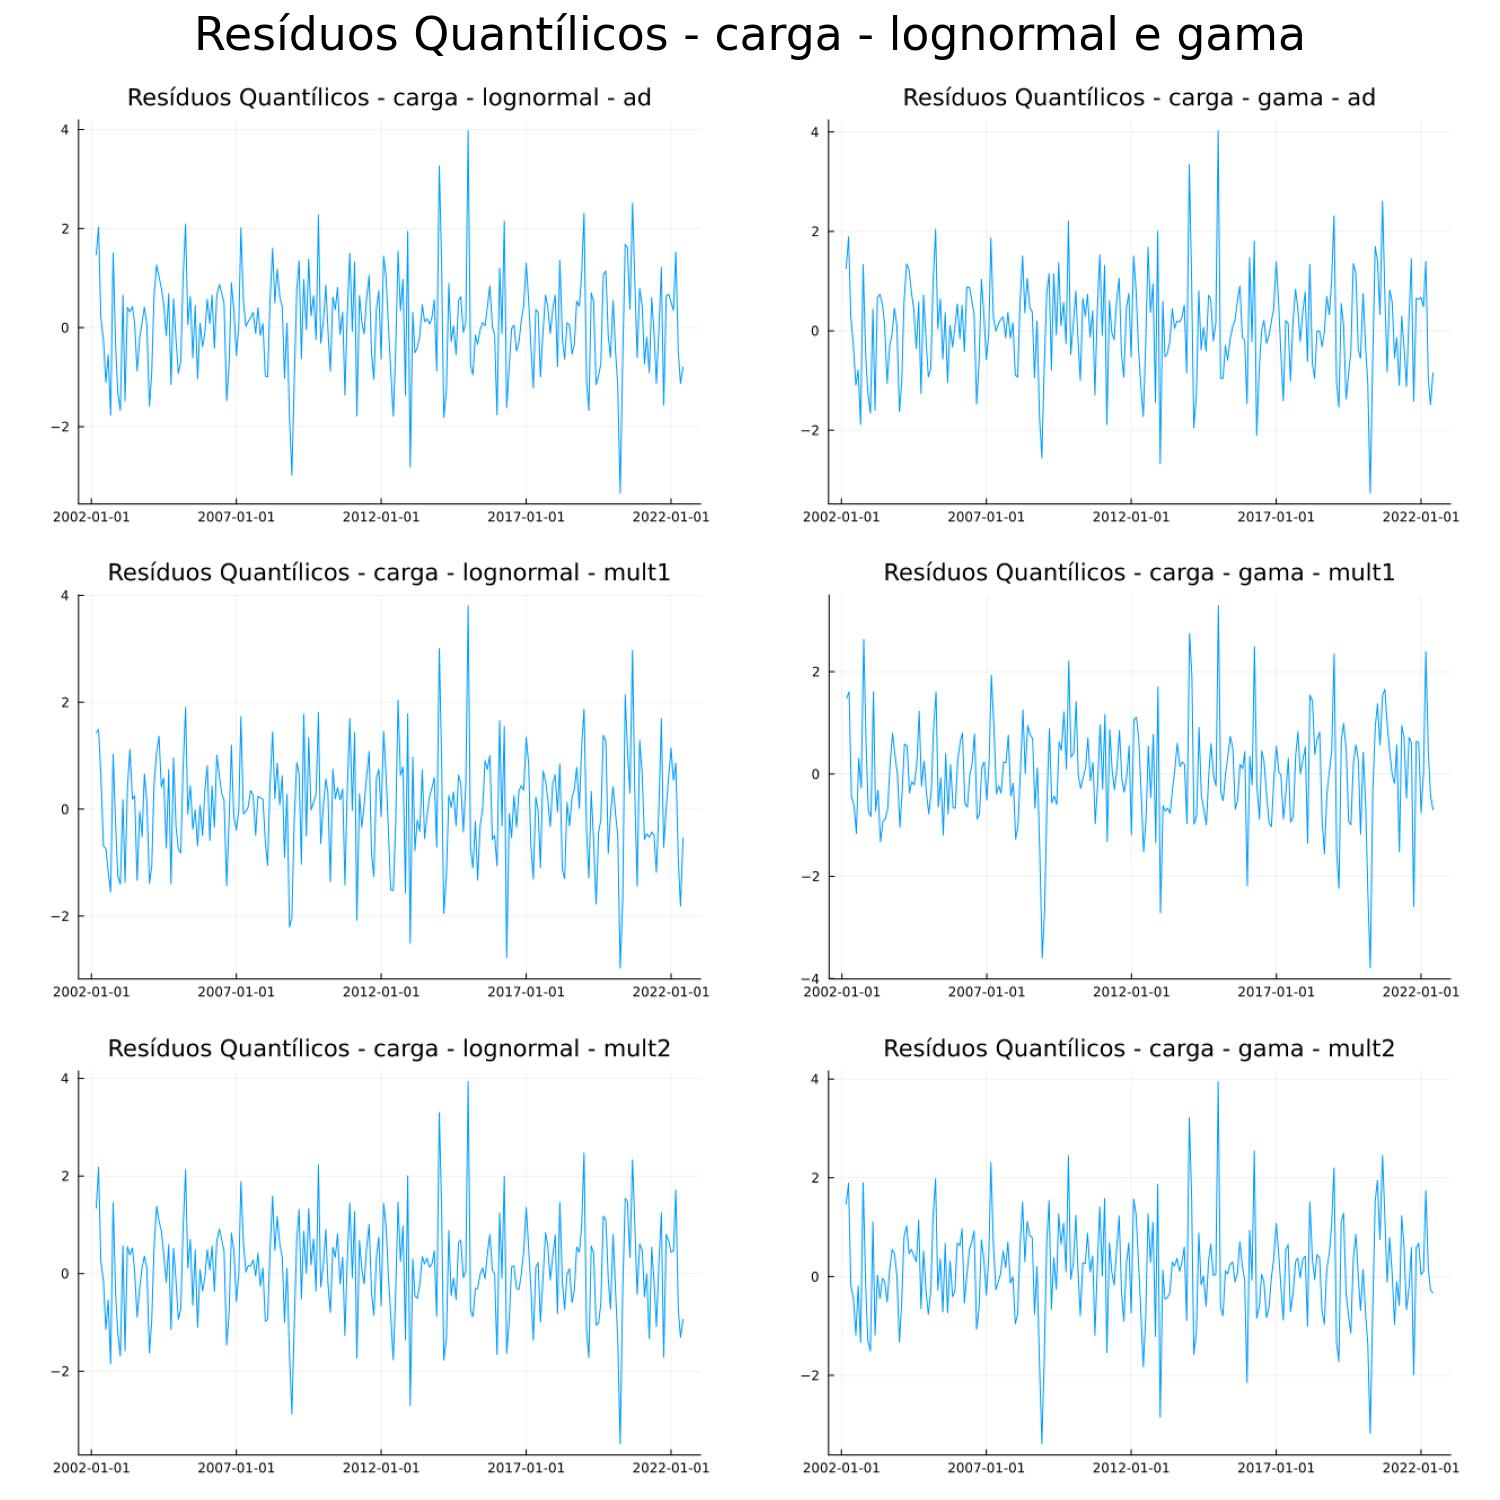 Resíduos Quantílicos - carga - lognormal e gama
Resíduos Quantílicos - carga - lognormal - ad
4
2
0
−2
2002-01-01 2007-01-01 2012-01-01 2017-01-01 2022-01-01
Resíduos Quantílicos - carga - gama - ad
4
2
0
−2
2002-01-01 2007-01-01 2012-01-01 2017-01-01 2022-01-01
Resíduos Quantílicos - carga - lognormal - mult1
4
2
0
−2
2002-01-01 2007-01-01 2012-01-01 2017-01-01 2022-01-01
Resíduos Quantílicos - carga - gama - mult1
2
0
−2
−4
2002-01-01 2007-01-01 2012-01-01 2017-01-01 2022-01-01
Resíduos Quantílicos - carga - lognormal - mult2
4
2
0
−2
2002-01-01 2007-01-01 2012-01-01 2017-01-01 2022-01-01
Resíduos Quantílicos - carga - gama - mult2
4
2
0
−2
2002-01-01 2007-01-01 2012-01-01 2017-01-01 2022-01-01